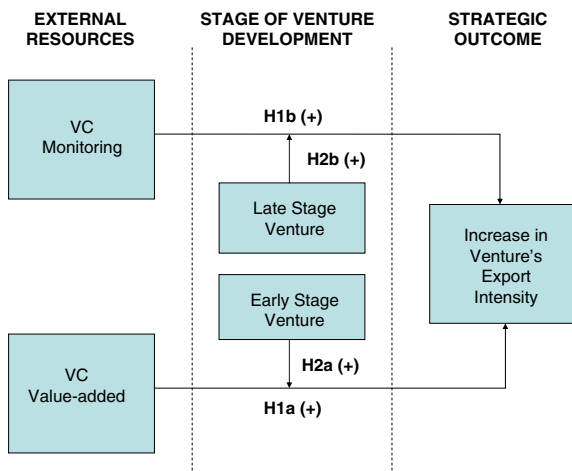 EXTERNAL
RESOURCES
STAGE OF VENTURE
DEVELOPMENT
STRATEGIC
OUTCOME
VC
Monitoring
H1b (+)
H2b (+)
Late Stage
Venture
Increase in
Venture's
Export
Intensity
Early Stage
Venture
H2a (+)
VC
Value-added
H1a (+)